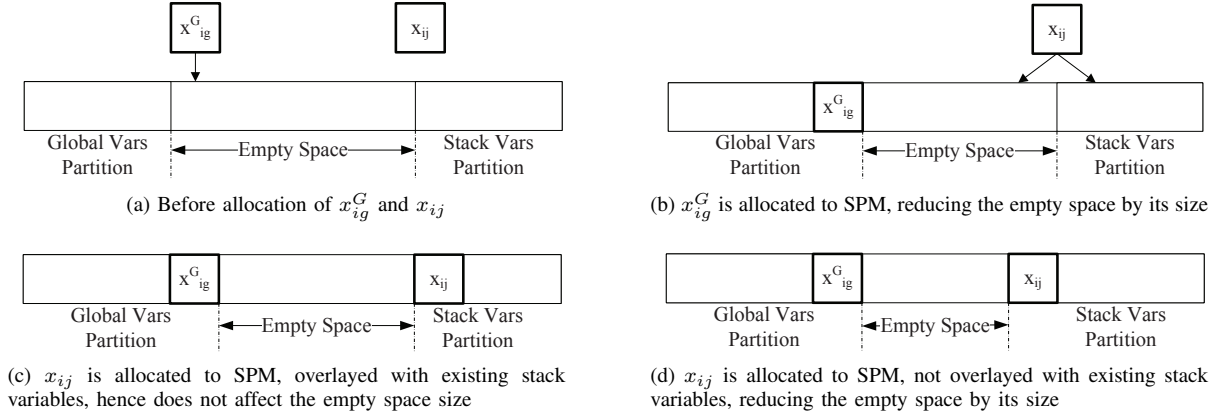 x^G_ig
x_ij
Global Vars
Partition
Empty Space
Stack Vars
Partition
(a) Before allocation of x^G_ig and x_ij
x_ij
x^G_ig
Global Vars
Partition
Empty Space
Stack Vars
Partition
(b) x^G_ig is allocated to SPM, reducing the empty space by its size
x^G_ig
x_ij
Global Vars
Partition
Empty Space
Stack Vars
Partition
(c) x_ij is allocated to SPM, overlayed with existing stack
variables, hence does not affect the empty space size
x^G_ig
x_ij
Global Vars
Partition
Empty Space
Stack Vars
Partition
(d) x_ij is allocated to SPM, not overlayed with existing stack
variables, reducing the empty space by its size